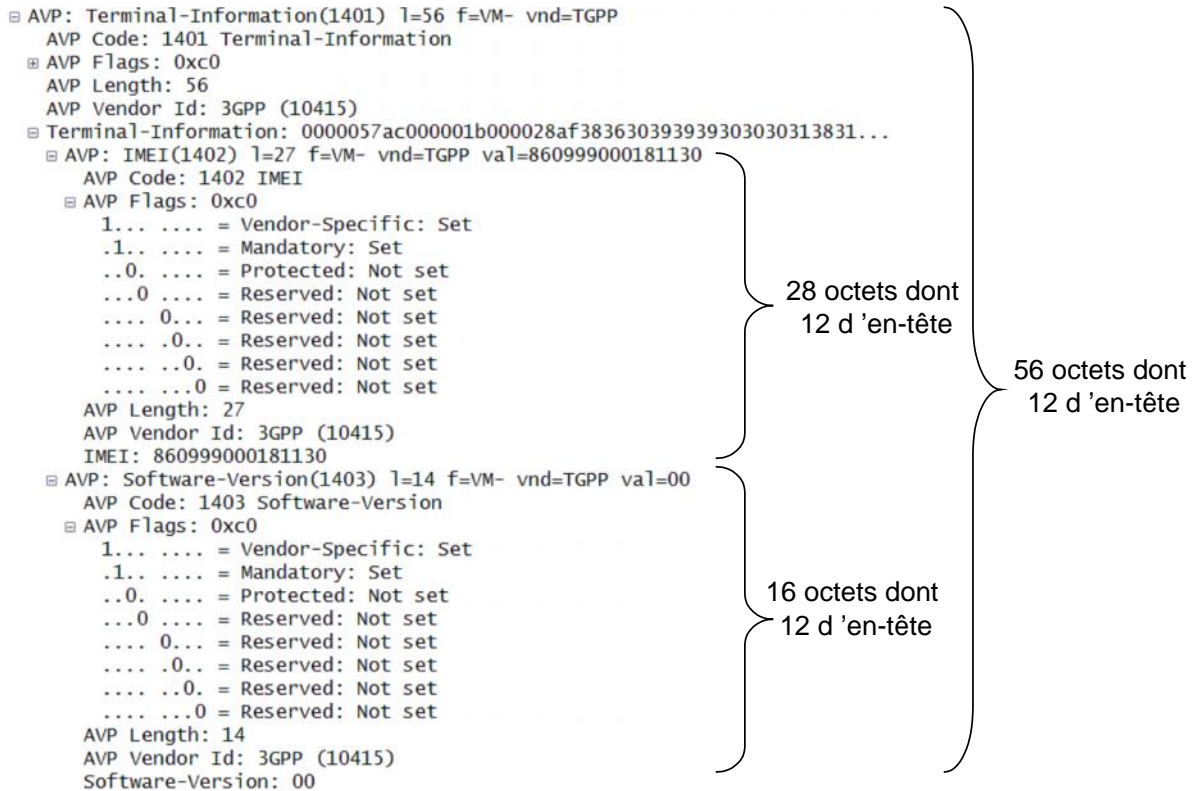 AVP: Terminal-Information(1401) l=56 f=VM- vnd=TGPP
AVP Code: 1401 Terminal-Information
AVP Flags: 0xc0
AVP Length: 56
AVP Vendor Id: 3GPP (10415)
Terminal-Information: 0000057ac000001b000028af383630393939303030313831...
AVP: IMEI(1402) l=27 f=VM- vnd=TGPP val=860999000181130
AVP Code: 1402 IMEI
AVP Flags: 0xc0
1... .... = Vendor-Specific: Set
.1.. .... = Mandatory: Set
..0. .... = Protected: Not set
...0 .... = Reserved: Not set
.... 0... = Reserved: Not set
.... .0.. = Reserved: Not set
.... ..0. = Reserved: Not set
.... ...0 = Reserved: Not set
AVP Length: 27
AVP Vendor Id: 3GPP (10415)
IMEI: 860999000181130
AVP: Software-Version(1403) l=14 f=VM- vnd=TGPP val=00
AVP Code: 1403 Software-Version
AVP Flags: 0xc0
1... .... = Vendor-Specific: Set
.1.. .... = Mandatory: Set
..0. .... = Protected: Not set
...0 .... = Reserved: Not set
.... 0... = Reserved: Not set
.... .0.. = Reserved: Not set
.... ..0. = Reserved: Not set
.... ...0 = Reserved: Not set
AVP Length: 14
AVP Vendor Id: 3GPP (10415)
Software-Version: 00
28 octets dont
12 d 'en-tête
16 octets dont
12 d 'en-tête
56 octets dont
12 d 'en-tête